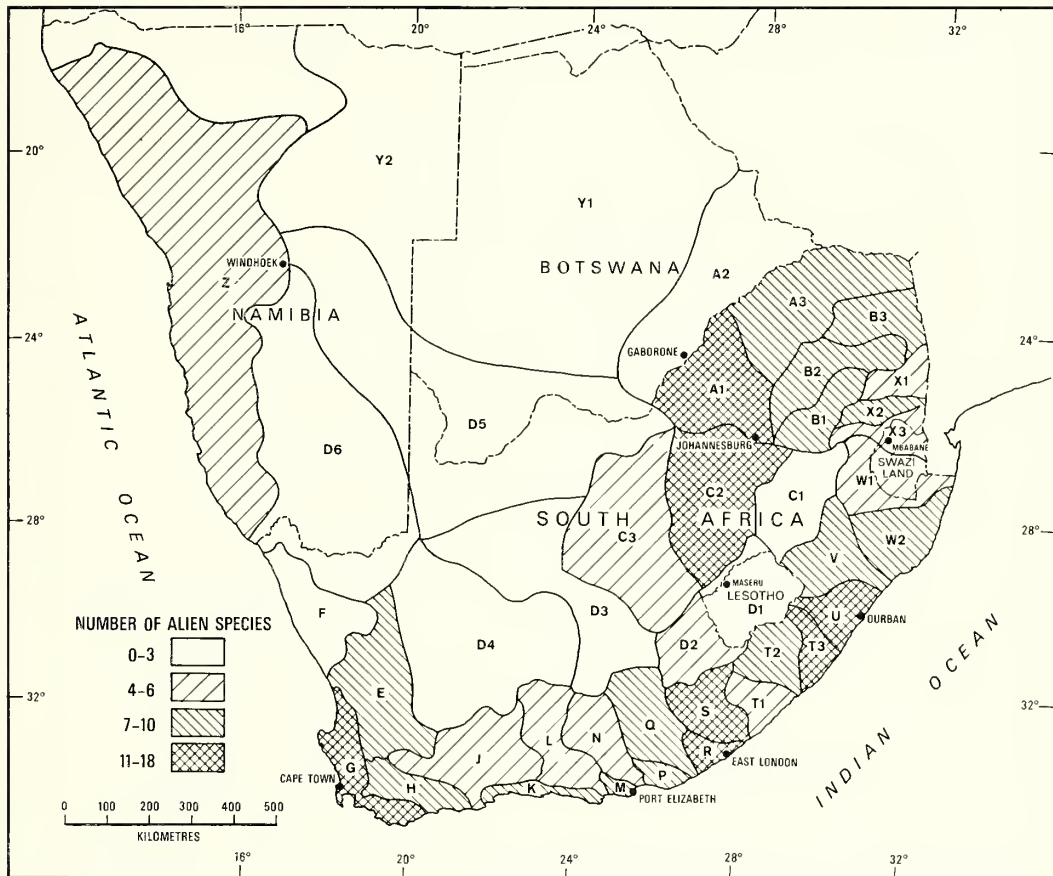 16° 20° 24° 28° 32°
20°
24°
28°
32°
Y2
Y1
BOTSWANA
A2
WINDHOEK
Z
NAMIBIA
A3
B3
GABORONE
B2
X1
A1
B1
X2
X3
D5
JOHANNESBURG
MBABANE
SWAZI
LAND
D6
W1
C2
C1
SOUTH AFRICA
C3
W2
V
MASERU
LESOTHO
D1
F
D3
U
DURBAN
D4
D2
T2
T3
E
S
T1
Q
L
N
J
R
EAST LONDON
G
P
CAPE TOWN
H
K
M
PORT ELIZABETH
ATLANTIC OCEAN
INDIAN OCEAN
NUMBER OF ALIEN SPECIES
0-3
4-6
7-10
11-18
0 100 200 300 400 500
KILOMETRES
20°
24°
28°
32°
16° 20° 24° 28° 32°